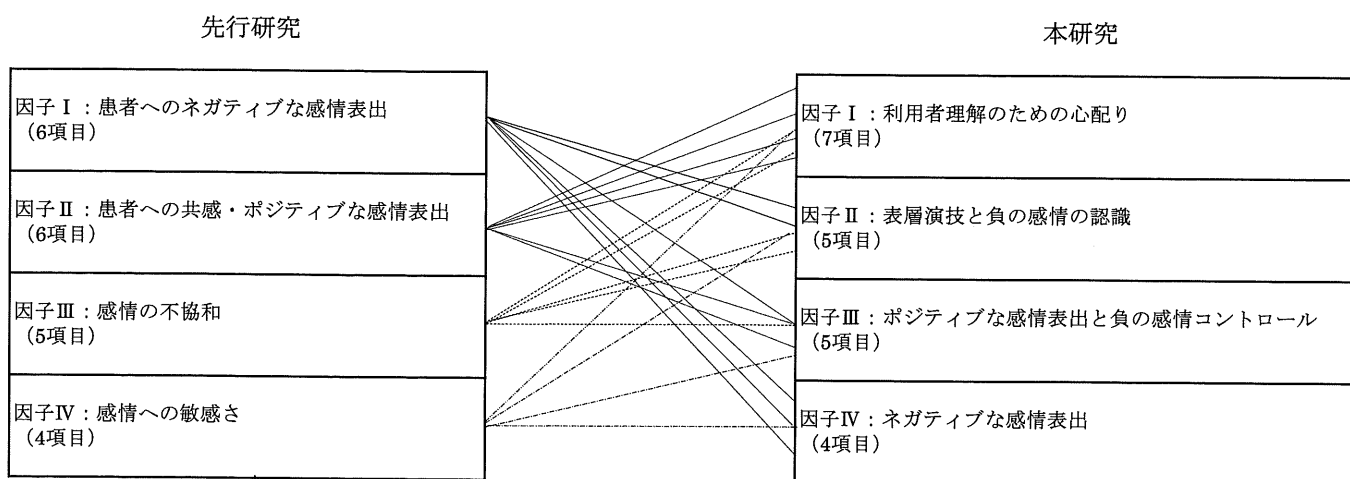 先行研究
因子Ⅰ：患者へのネガティブな感情表出
（6項目）
因子Ⅱ：患者への共感・ポジティブな感情表出
（6項目）
因子Ⅲ：感情の不協和
（5項目）
因子Ⅳ：感情への敏感さ
（4項目）
本研究
因子Ⅰ：利用者理解のための心配り
（7項目）
因子Ⅱ：表層演技と負の感情の認識
（5項目）
因子Ⅲ：ポジティブな感情表出と負の感情コントロール
（5項目）
因子Ⅳ：ネガティブな感情表出
（4項目）